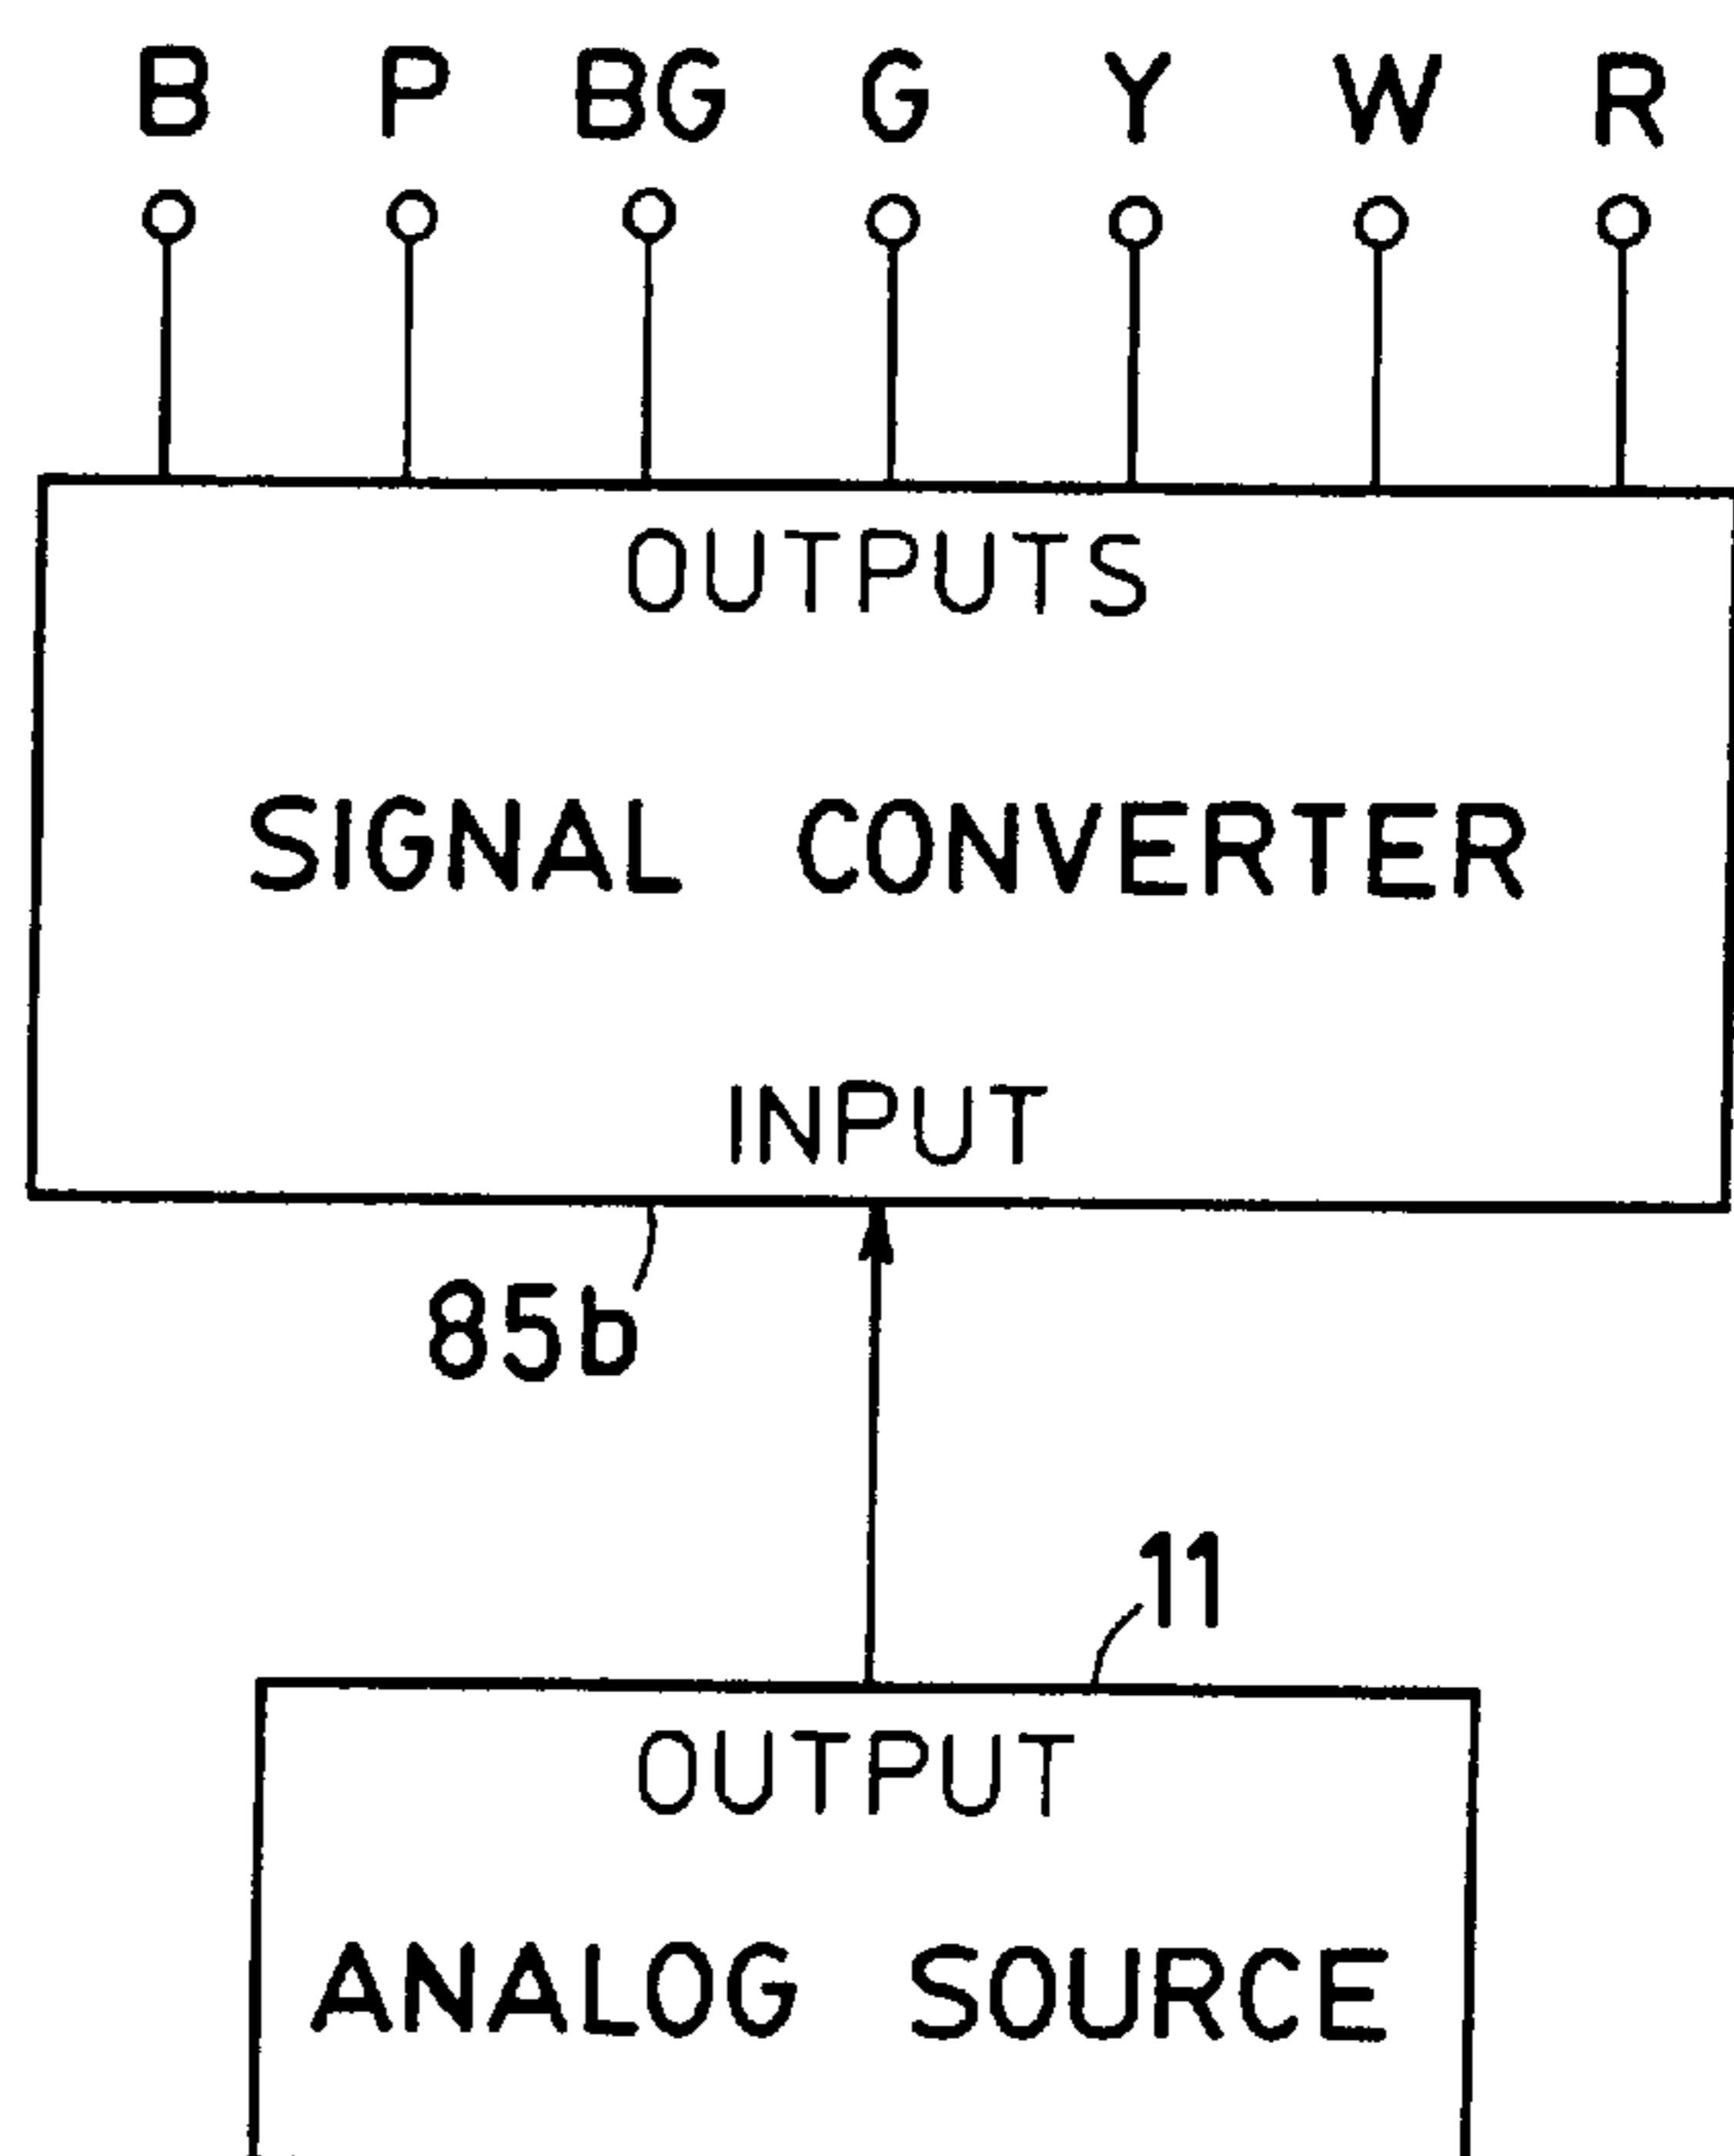 B P BG G Y W R
OUTPUTS
SIGNAL CONVERTER
INPUT
85b
11
OUTPUT
ANALOG SOURCE